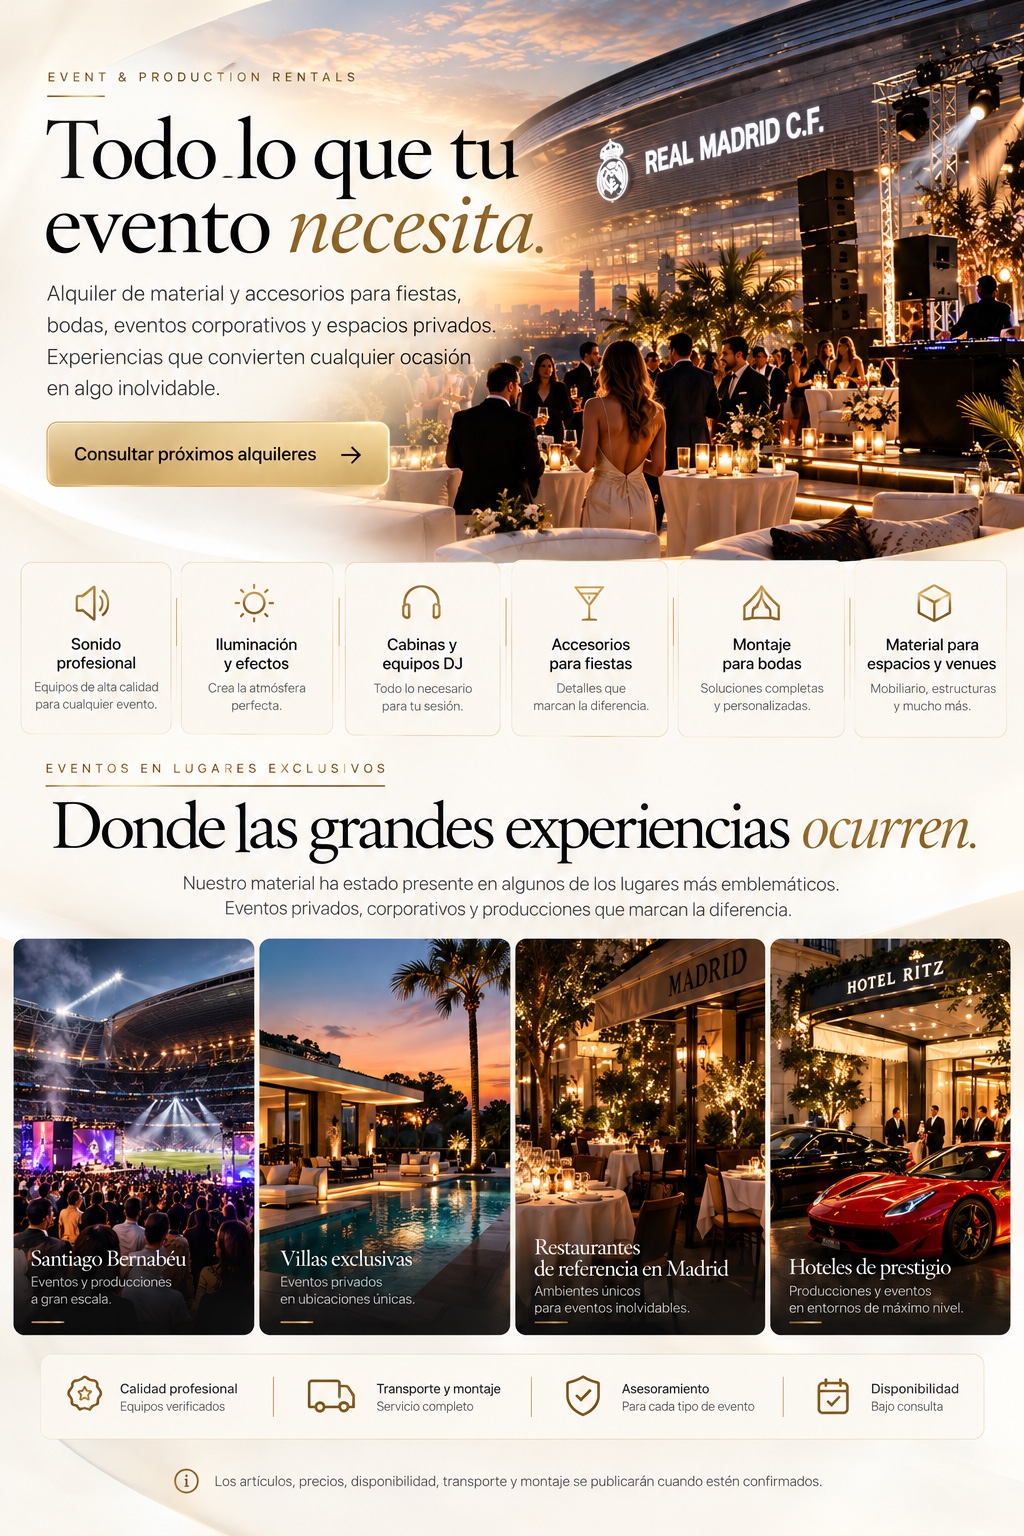 EVENT & PRODUCTION RENTALS
Todo lo que tu
evento necesita.
Alquiler de material y accesorios para fiestas,
bodas, eventos corporativos y espacios privados.
Experiencias que convierten cualquier ocasión
en algo inolvidable.
Consultar próximos alquileres
REAL MADRID C.F.
Sonido
profesional
Equipos de alta calidad
para cualquier evento.
Iluminación
y efectos
Crea la atmósfera
perfecta.
Cabinas y
equipos DJ
Todo lo necesario
para tu sesión.
Accesorios
para fiestas
Detalles que
marcan la diferencia.
Montaje
para bodas
Soluciones completas
y personalizadas.
Material para
espacios y venues
Mobiliario, estructuras
y mucho más.
EVENTOS EN LUGARES EXCLUSIVOS
Donde las grandes experiencias ocurren.
Nuestro material ha estado presente en algunos de los lugares más emblemáticos.
Eventos privados, corporativos y producciones que marcan la diferencia.
Santiago Bernabéu
Eventos y producciones
a gran escala.
Villas exclusivas
Eventos privados
en ubicaciones únicas.
MADRID
Restaurantes
de referencia en Madrid
Ambientes únicos
para eventos inolvidables.
HOTEL RITZ
Hoteles de prestigio
Producciones y eventos
en entornos de máximo nivel.
Calidad profesional
Equipos verificados
Transporte y montaje
Servicio completo
Asesoramiento
Para cada tipo de evento
Disponibilidad
Bajo consulta
Los artículos, precios, disponibilidad, transporte y montaje se publicarán cuando estén confirmados.